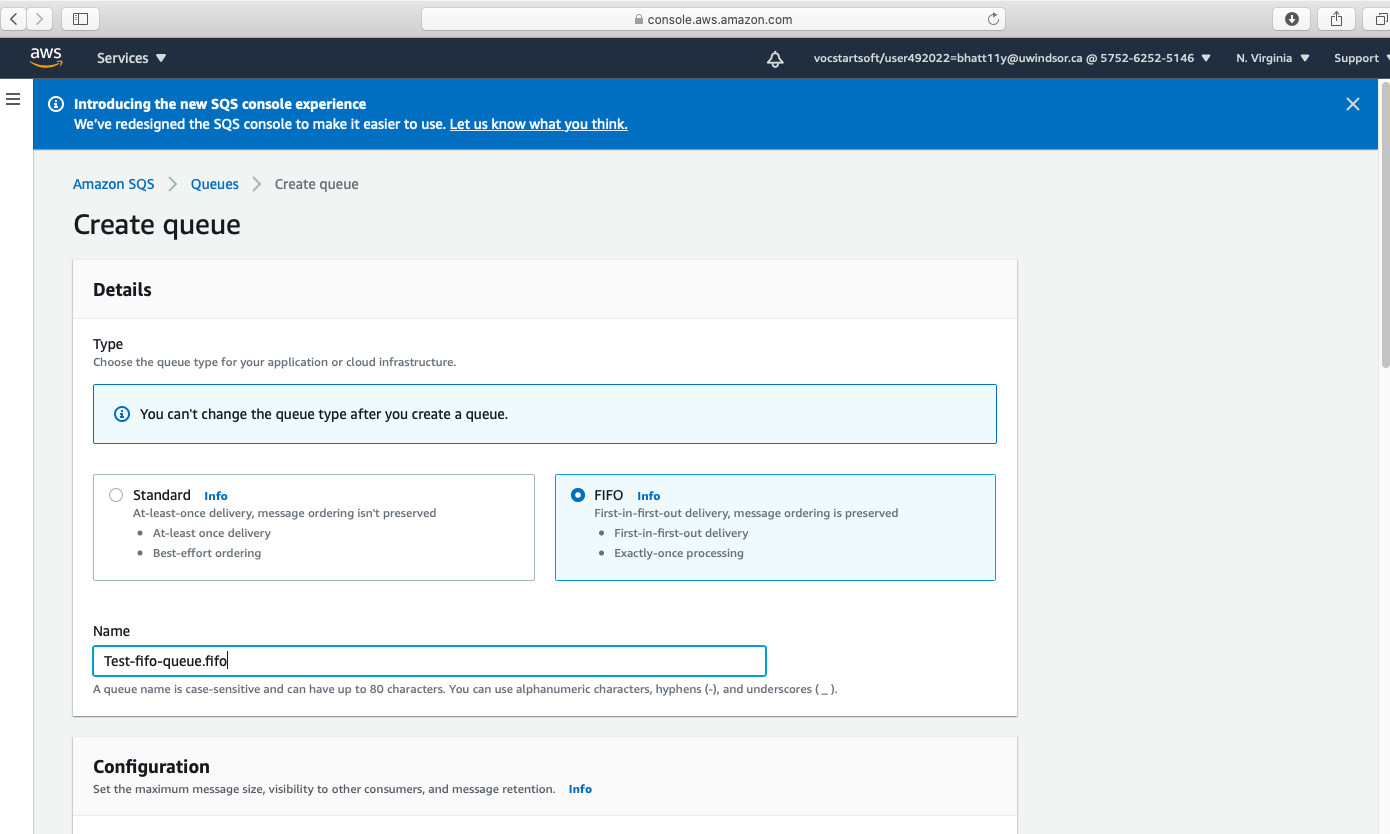 console.aws.amazon.com
aws
Services
vocstartsoft/user492022=bhatt11y@uwindsor.ca @ 5752-6252-5146
N. Virginia
Support
Introducing the new SQS console experience
We've redesigned the SQS console to make it easier to use. Let us know what you think.
Amazon SQS
Queues
Create queue
Create queue
Details
Type
Choose the queue type for your application or cloud infrastructure.
You can't change the queue type after you create a queue.
Standard Info
At-least-once delivery, message ordering isn't preserved
At-least once delivery
Best-effort ordering
FIFO Info
First-in-first-out delivery, message ordering is preserved
First-in-first-out delivery
Exactly-once processing
Name
Test-fifo-queue.fifo
A queue name is case-sensitive and can have up to 80 characters. You can use alphanumeric characters, hyphens (-), and underscores ( _ ).
Configuration
Set the maximum message size, visibility to other consumers, and message retention. Info